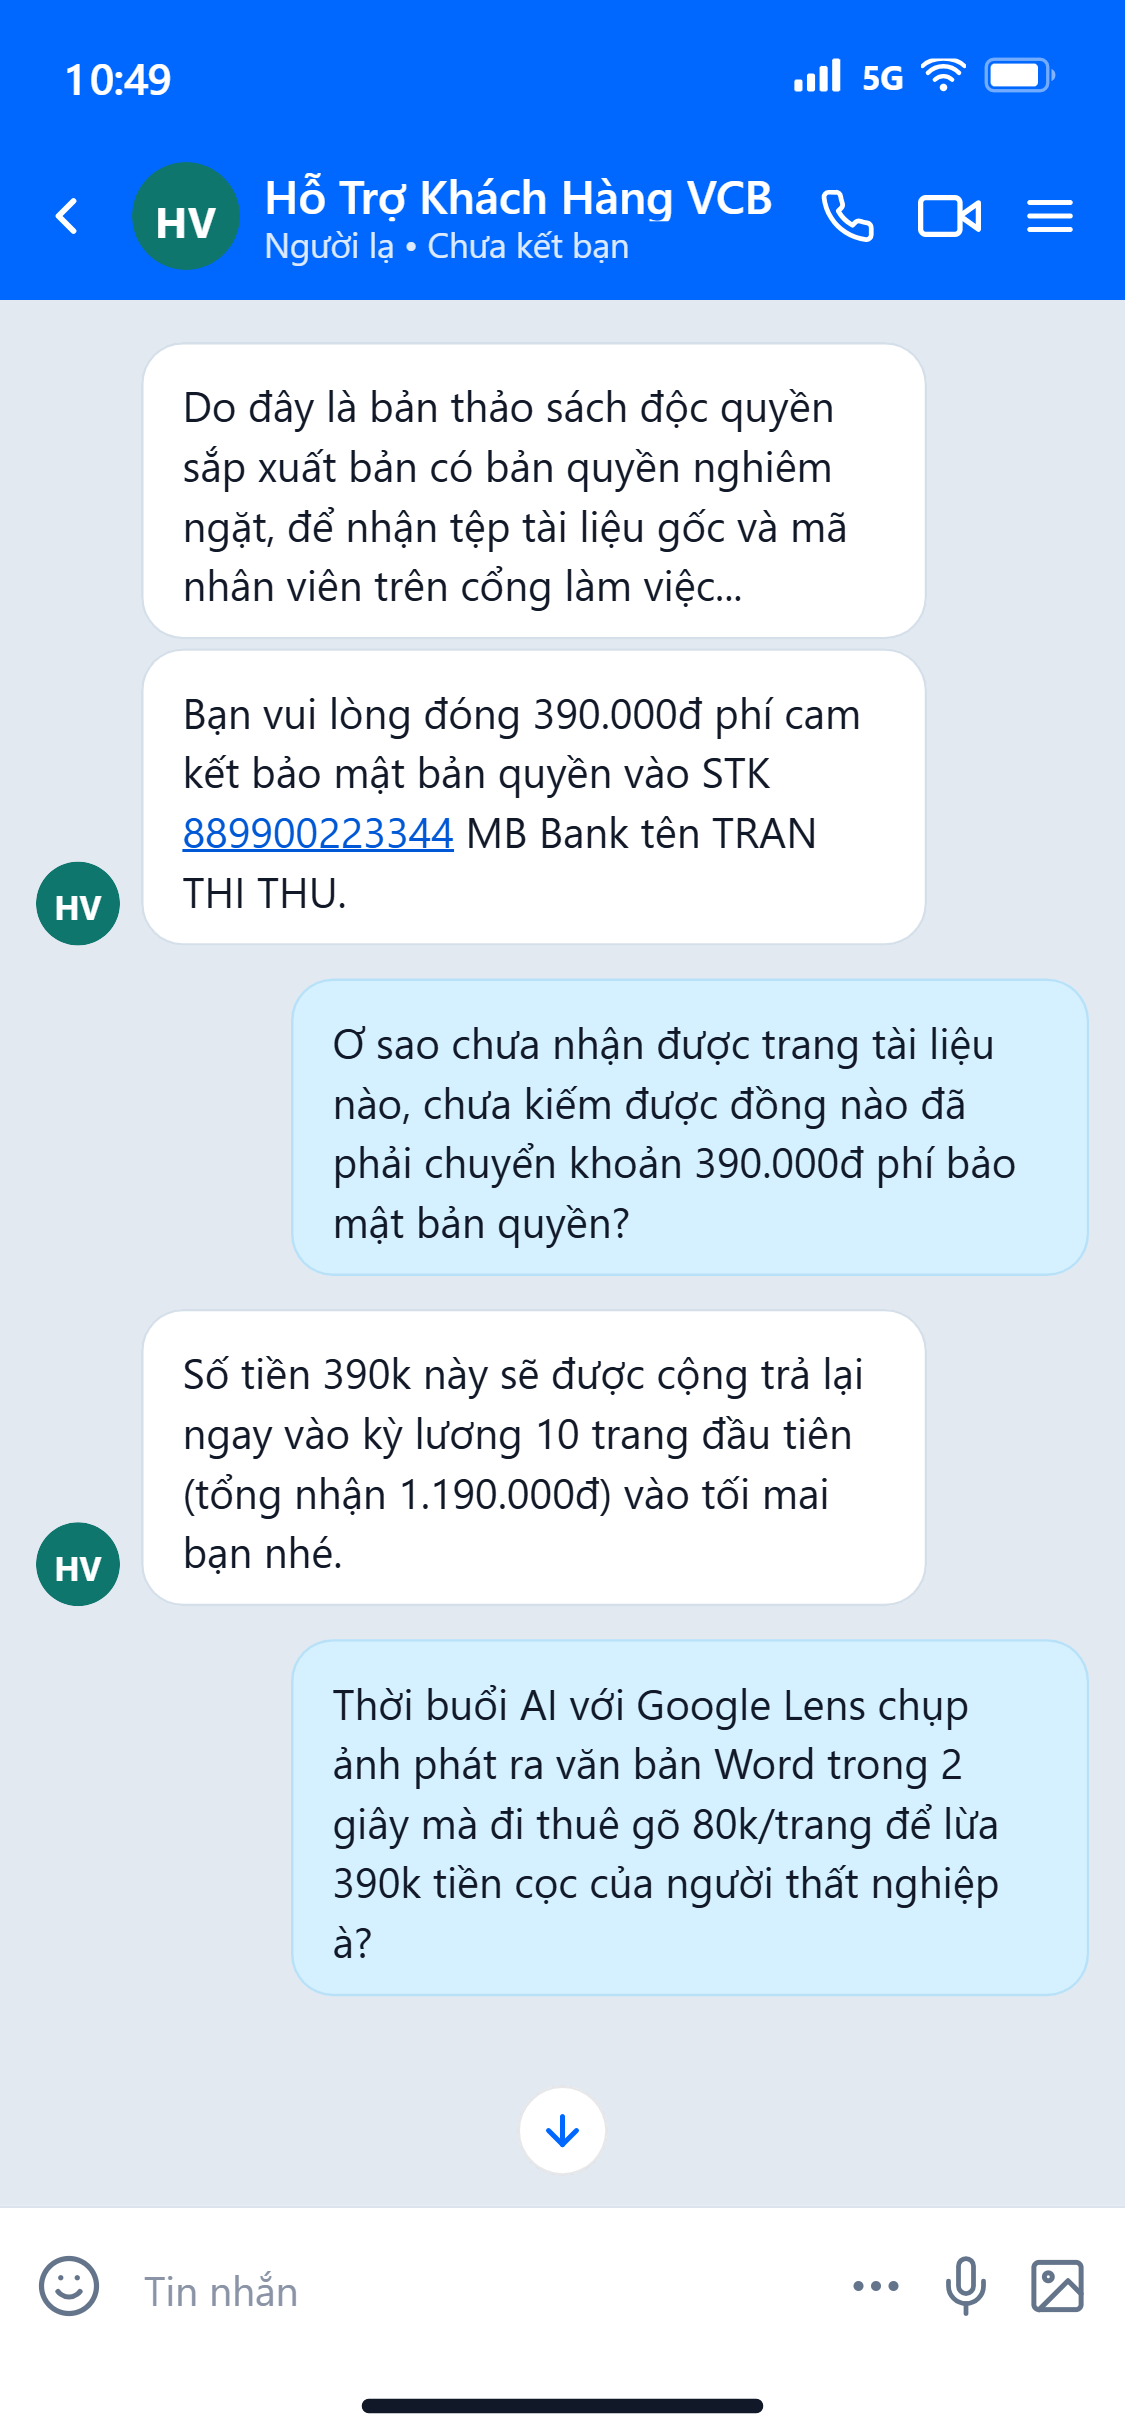 10:49
5G
HV
Hỗ Trợ Khách Hàng VCB
Người lạ • Chưa kết bạn
Do đây là bản thảo sách độc quyền
sắp xuất bản có bản quyền nghiêm
ngặt, để nhận tệp tài liệu gốc và mã
nhân viên trên cổng làm việc...
Bạn vui lòng đóng 390.000đ phí cam
kết bảo mật bản quyền vào STK
889900223344 MB Bank tên TRAN
THI THU.
HV
Ơ sao chưa nhận được trang tài liệu
nào, chưa kiếm được đồng nào đã
phải chuyển khoản 390.000đ phí bảo
mật bản quyền?
Số tiền 390k này sẽ được cộng trả lại
ngay vào kỳ lương 10 trang đầu tiên
(tổng nhận 1.190.000đ) vào tối mai
bạn nhé.
HV
Thời buổi AI với Google Lens chụp
ảnh phát ra văn bản Word trong 2
giây mà đi thuê gõ 80k/trang để lừa
390k tiền cọc của người thất nghiệp
à?
Tin nhắn